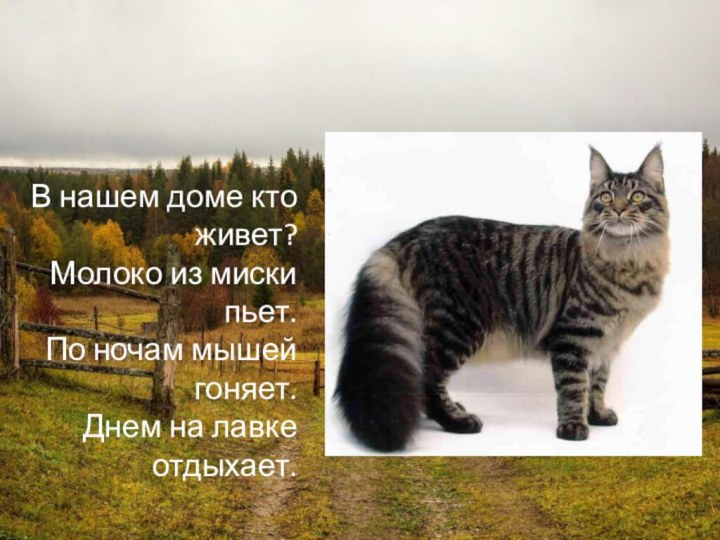 В нашем доме кто
живет?
Молоко из миски
пьет.
По ночам мышей
гоняет.
Днем на лавке
отдыхает.